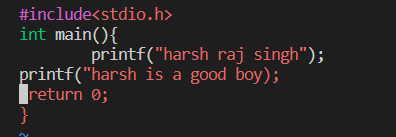 #include<stdio.h>
int main(){
        printf("harsh raj singh");
printf("harsh is a good boy);
 return 0;
}
~